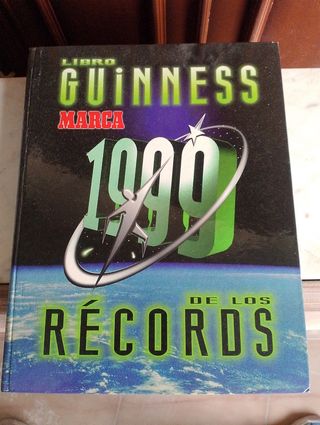 LIBRO
GUiNNESS
MARCA
1999
DE LOS
RÉCORDS